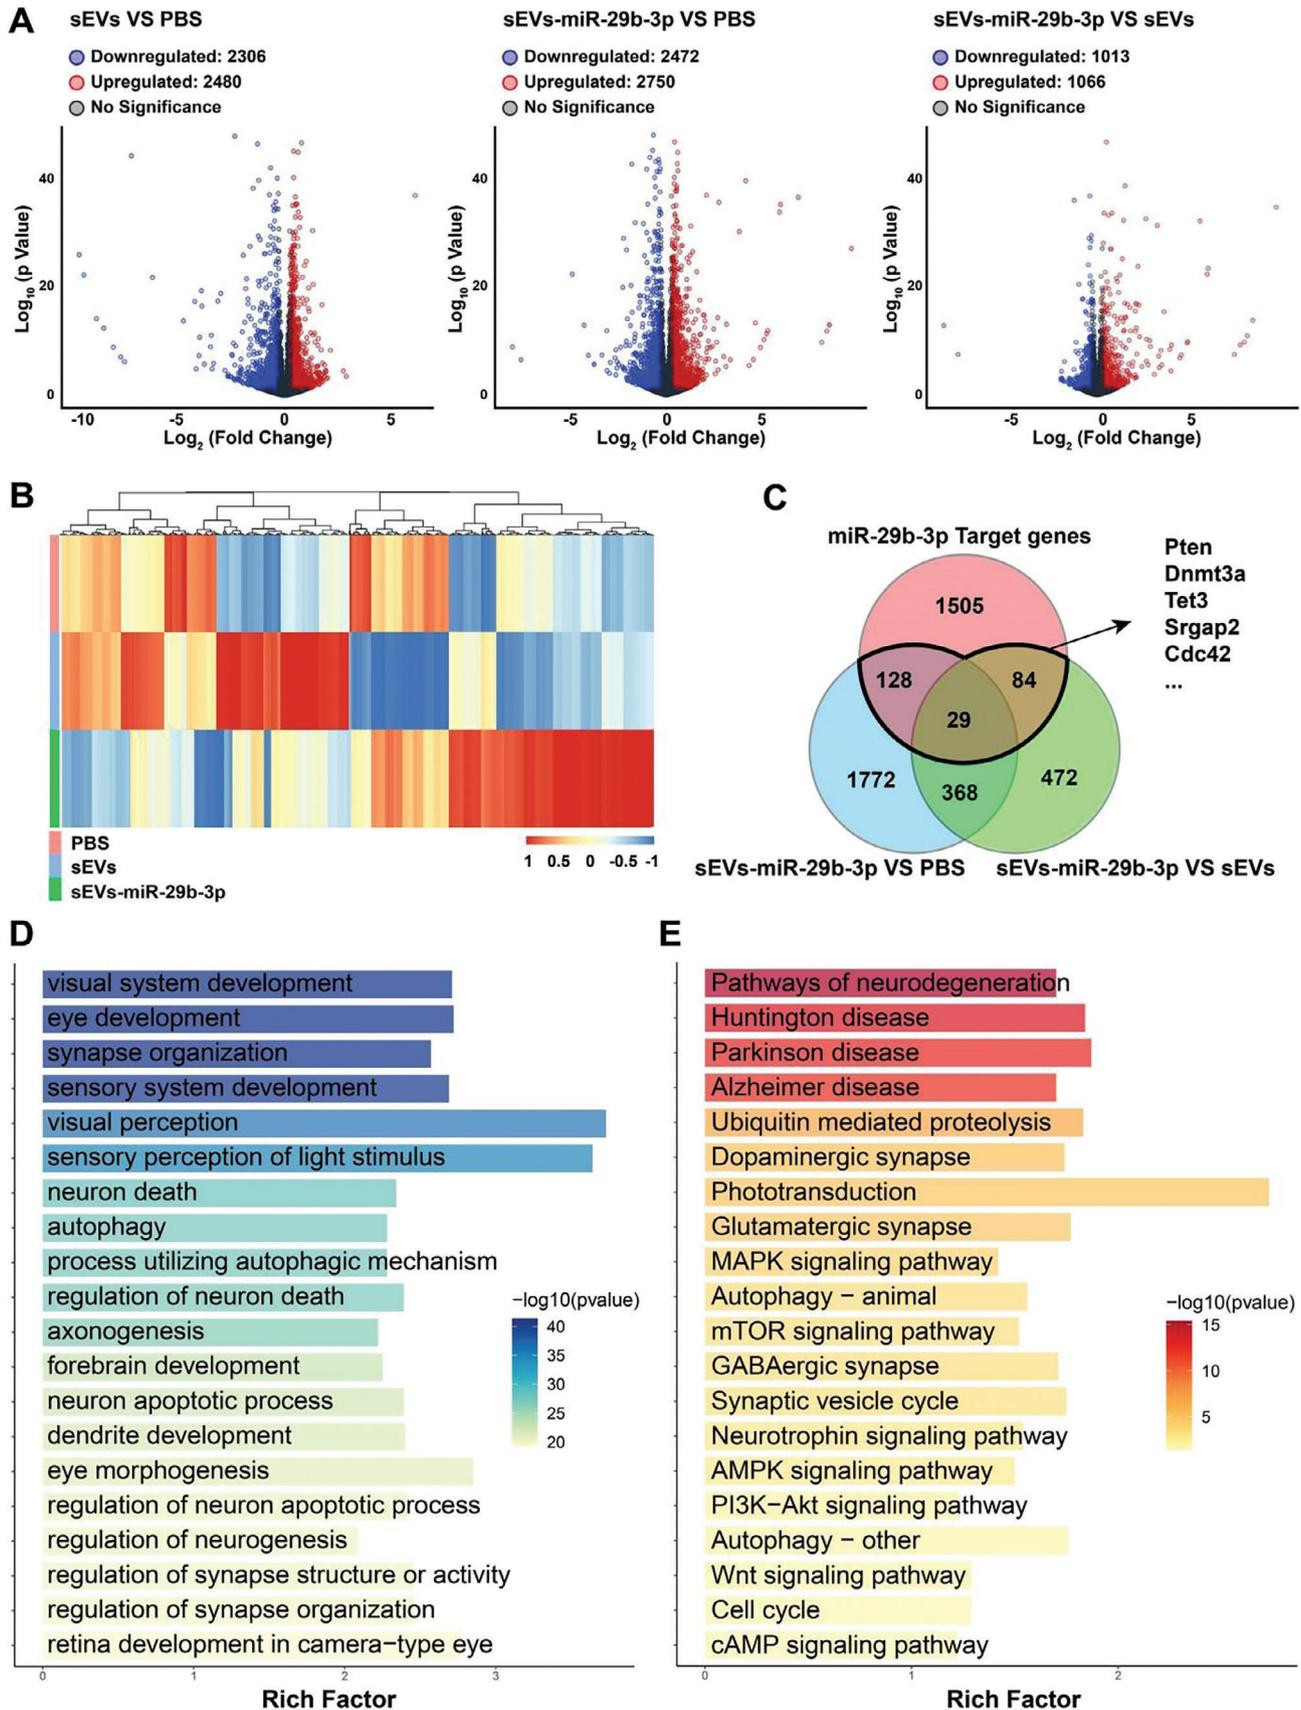 A
sEVs VS PBS
Downregulated: 2306
Upregulated: 2480
No Significance
Log10 (p Value)
40
20
0
-10 -5 0 5
Log2 (Fold Change)
sEVs-miR-29b-3p VS PBS
Downregulated: 2472
Upregulated: 2750
No Significance
Log10 (p Value)
40
20
0
-5 0 5
Log2 (Fold Change)
sEVs-miR-29b-3p VS sEVs
Downregulated: 1013
Upregulated: 1066
No Significance
Log10 (p Value)
40
20
0
-5 0 5
Log2 (Fold Change)
B
PBS
sEVs
sEVs-miR-29b-3p
1 0.5 0 -0.5 -1
C
miR-29b-3p Target genes
1505
128
84
29
1772
368
472
sEVs-miR-29b-3p VS PBS
sEVs-miR-29b-3p VS sEVs
Pten
Dnmt3a
Tet3
Srgap2
Cdc42
...
D
visual system development
eye development
synapse organization
sensory system development
visual perception
sensory perception of light stimulus
neuron death
autophagy
process utilizing autophagic mechanism
regulation of neuron death
axonogenesis
forebrain development
neuron apoptotic process
dendrite development
eye morphogenesis
regulation of neuron apoptotic process
regulation of neurogenesis
regulation of synapse structure or activity
regulation of synapse organization
retina development in camera−type eye
−log10(pvalue)
40
35
30
25
20
0 1 2 3
Rich Factor
E
Pathways of neurodegeneration
Huntington disease
Parkinson disease
Alzheimer disease
Ubiquitin mediated proteolysis
Dopaminergic synapse
Phototransduction
Glutamatergic synapse
MAPK signaling pathway
Autophagy − animal
mTOR signaling pathway
GABAergic synapse
Synaptic vesicle cycle
Neurotrophin signaling pathway
AMPK signaling pathway
PI3K−Akt signaling pathway
Autophagy − other
Wnt signaling pathway
Cell cycle
cAMP signaling pathway
−log10(pvalue)
15
10
5
0 1 2
Rich Factor